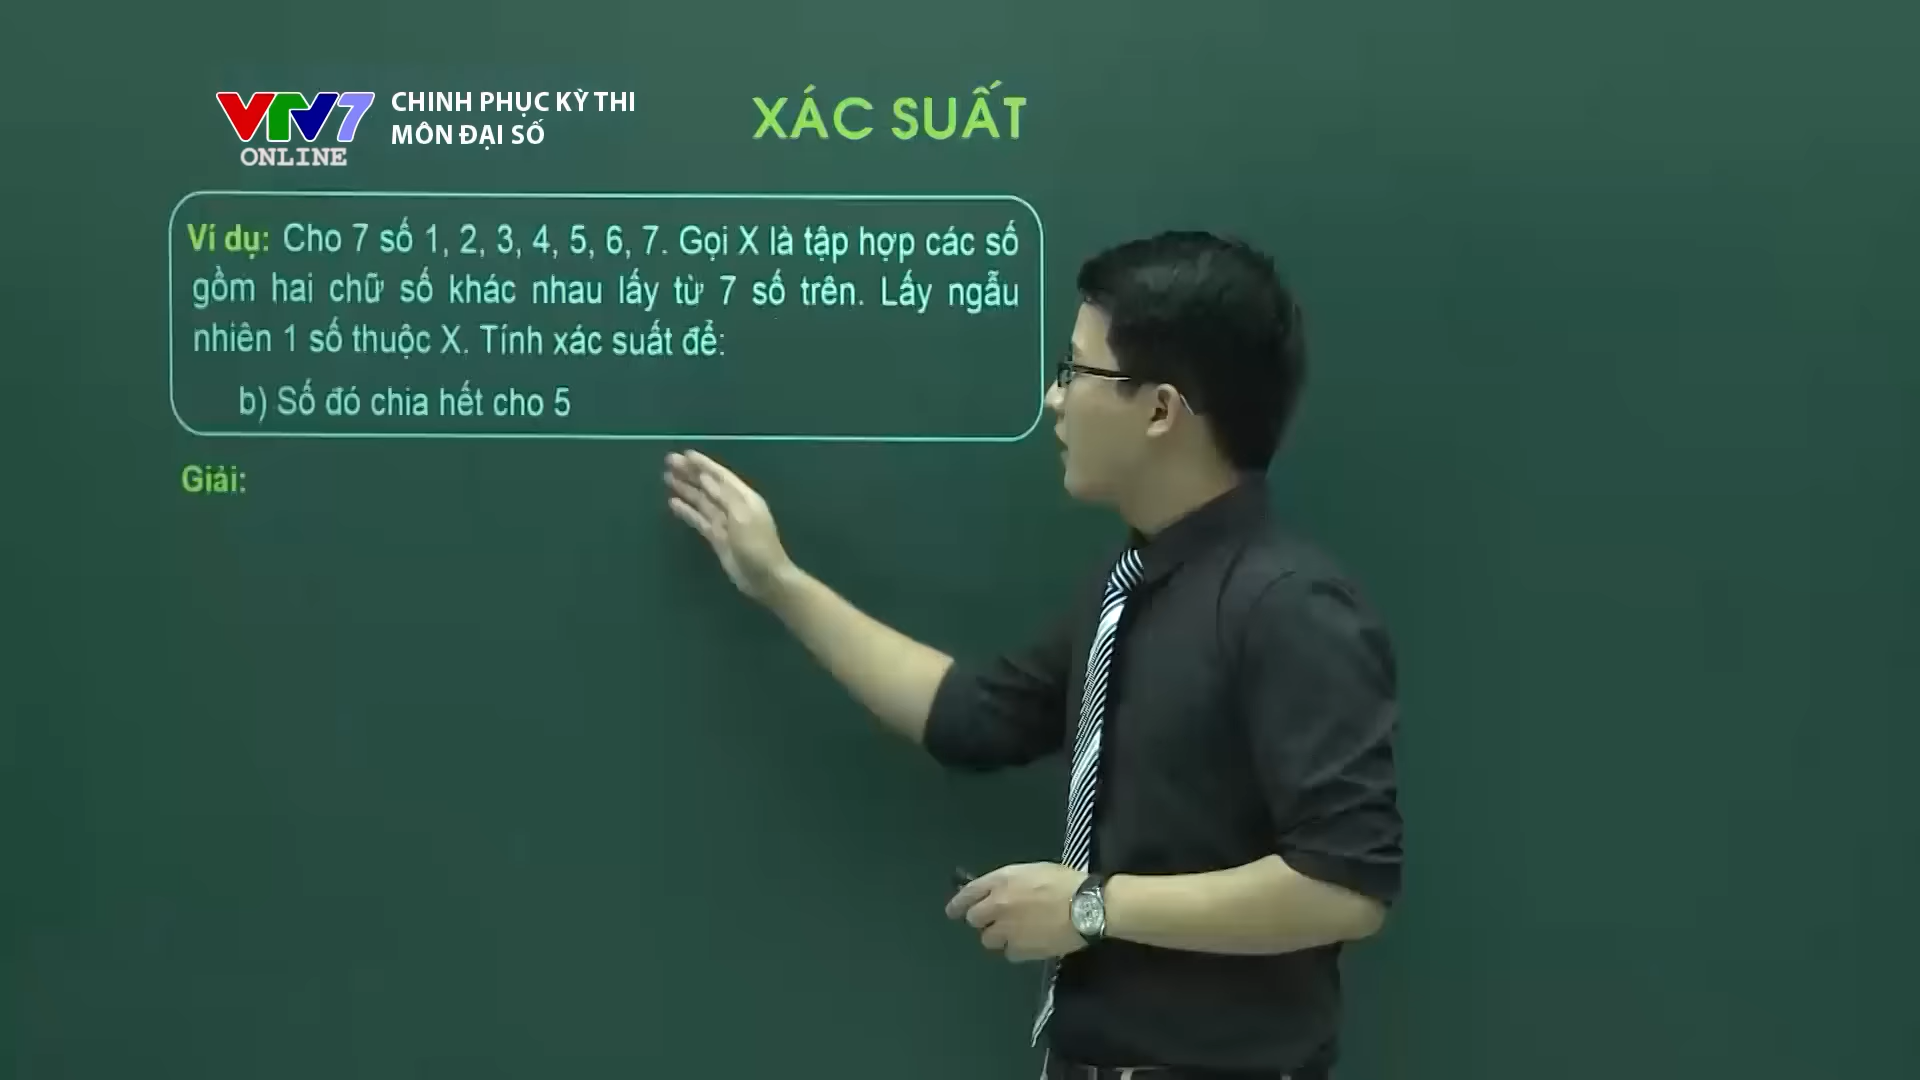 VTV7
ONLINE
CHINH PHỤC KỲ THI
MÔN ĐẠI SỐ
XÁC SUẤT
Ví dụ: Cho 7 số 1, 2, 3, 4, 5, 6, 7. Gọi X là tập hợp các số
gồm hai chữ số khác nhau lấy từ 7 số trên. Lấy ngẫu
nhiên 1 số thuộc X. Tính xác suất để:
b) Số đó chia hết cho 5
Giải: